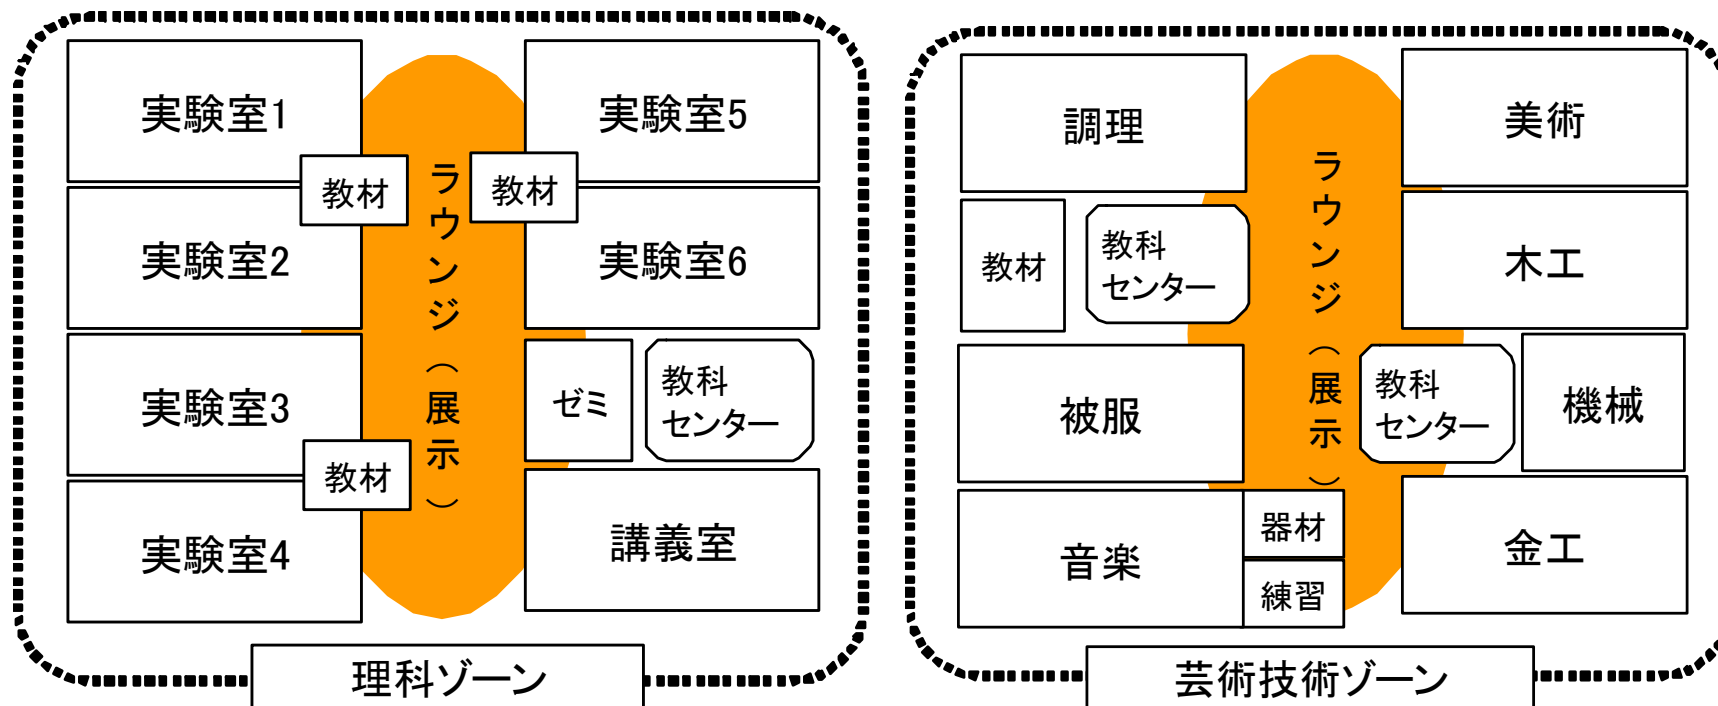 実験室1
実験室2
実験室3
実験室4
教材
教材
ラウンジ（展示）
教材
実験室5
実験室6
ゼミ
教科
センター
講義室
理科ゾーン
調理
教材
教科
センター
被服
音楽
器材
練習
ラウンジ（展示）
美術
木工
教科
センター
機械
金工
芸術技術ゾーン